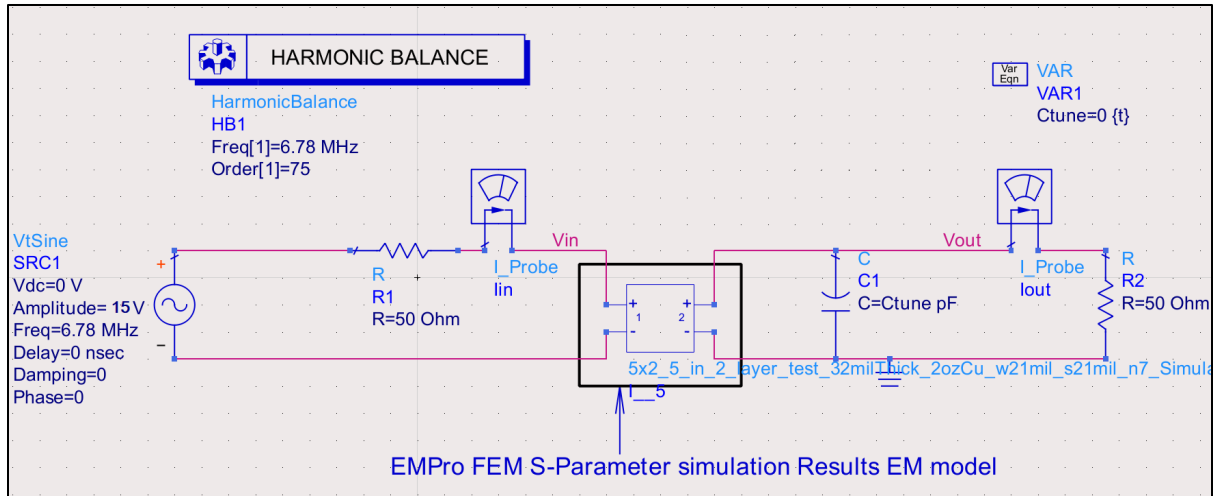 HARMONIC BALANCE
HarmonicBalance
HB1
Freq[1]=6.78 MHz
Order[1]=75
Var
Eqn
VAR
VAR1
Ctune=0 {t}
VtSine
SRC1
Vdc=0 V
Amplitude= 15 V
Freq=6.78 MHz
Delay=0 nsec
Damping=0
Phase=0
+
−
R
R1
R=50 Ohm
I_Probe
Iin
Vin
+ +
1 2
- -
5x2_5_in_2_layer_test_32milThick_2ozCu_w21mil_s21mil_n7_Simula
I__5
C
C1
C=Ctune pF
Vout
I_Probe
Iout
R
R2
R=50 Ohm
EMPro FEM S-Parameter simulation Results EM model